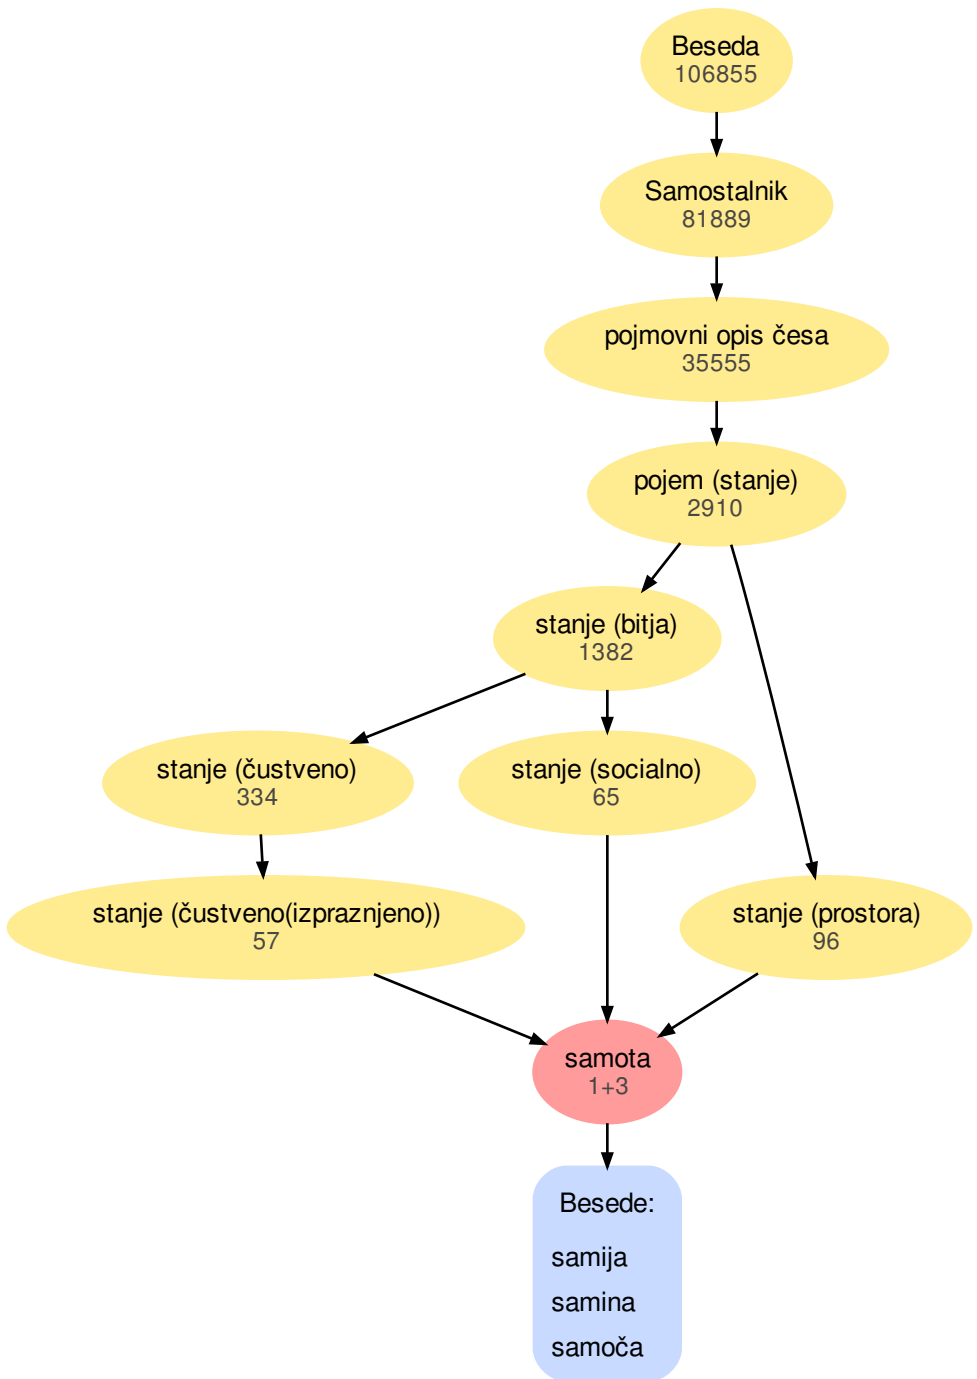 Beseda
106855
Samostalnik
81889
pojmovni opis česa
35555
pojem (stanje)
2910
stanje (bitja)
1382
stanje (čustveno)
334
stanje (socialno)
65
stanje (čustveno(izpraznjeno))
57
stanje (prostora)
96
samota
1+3
Besede:
samija
samina
samoča